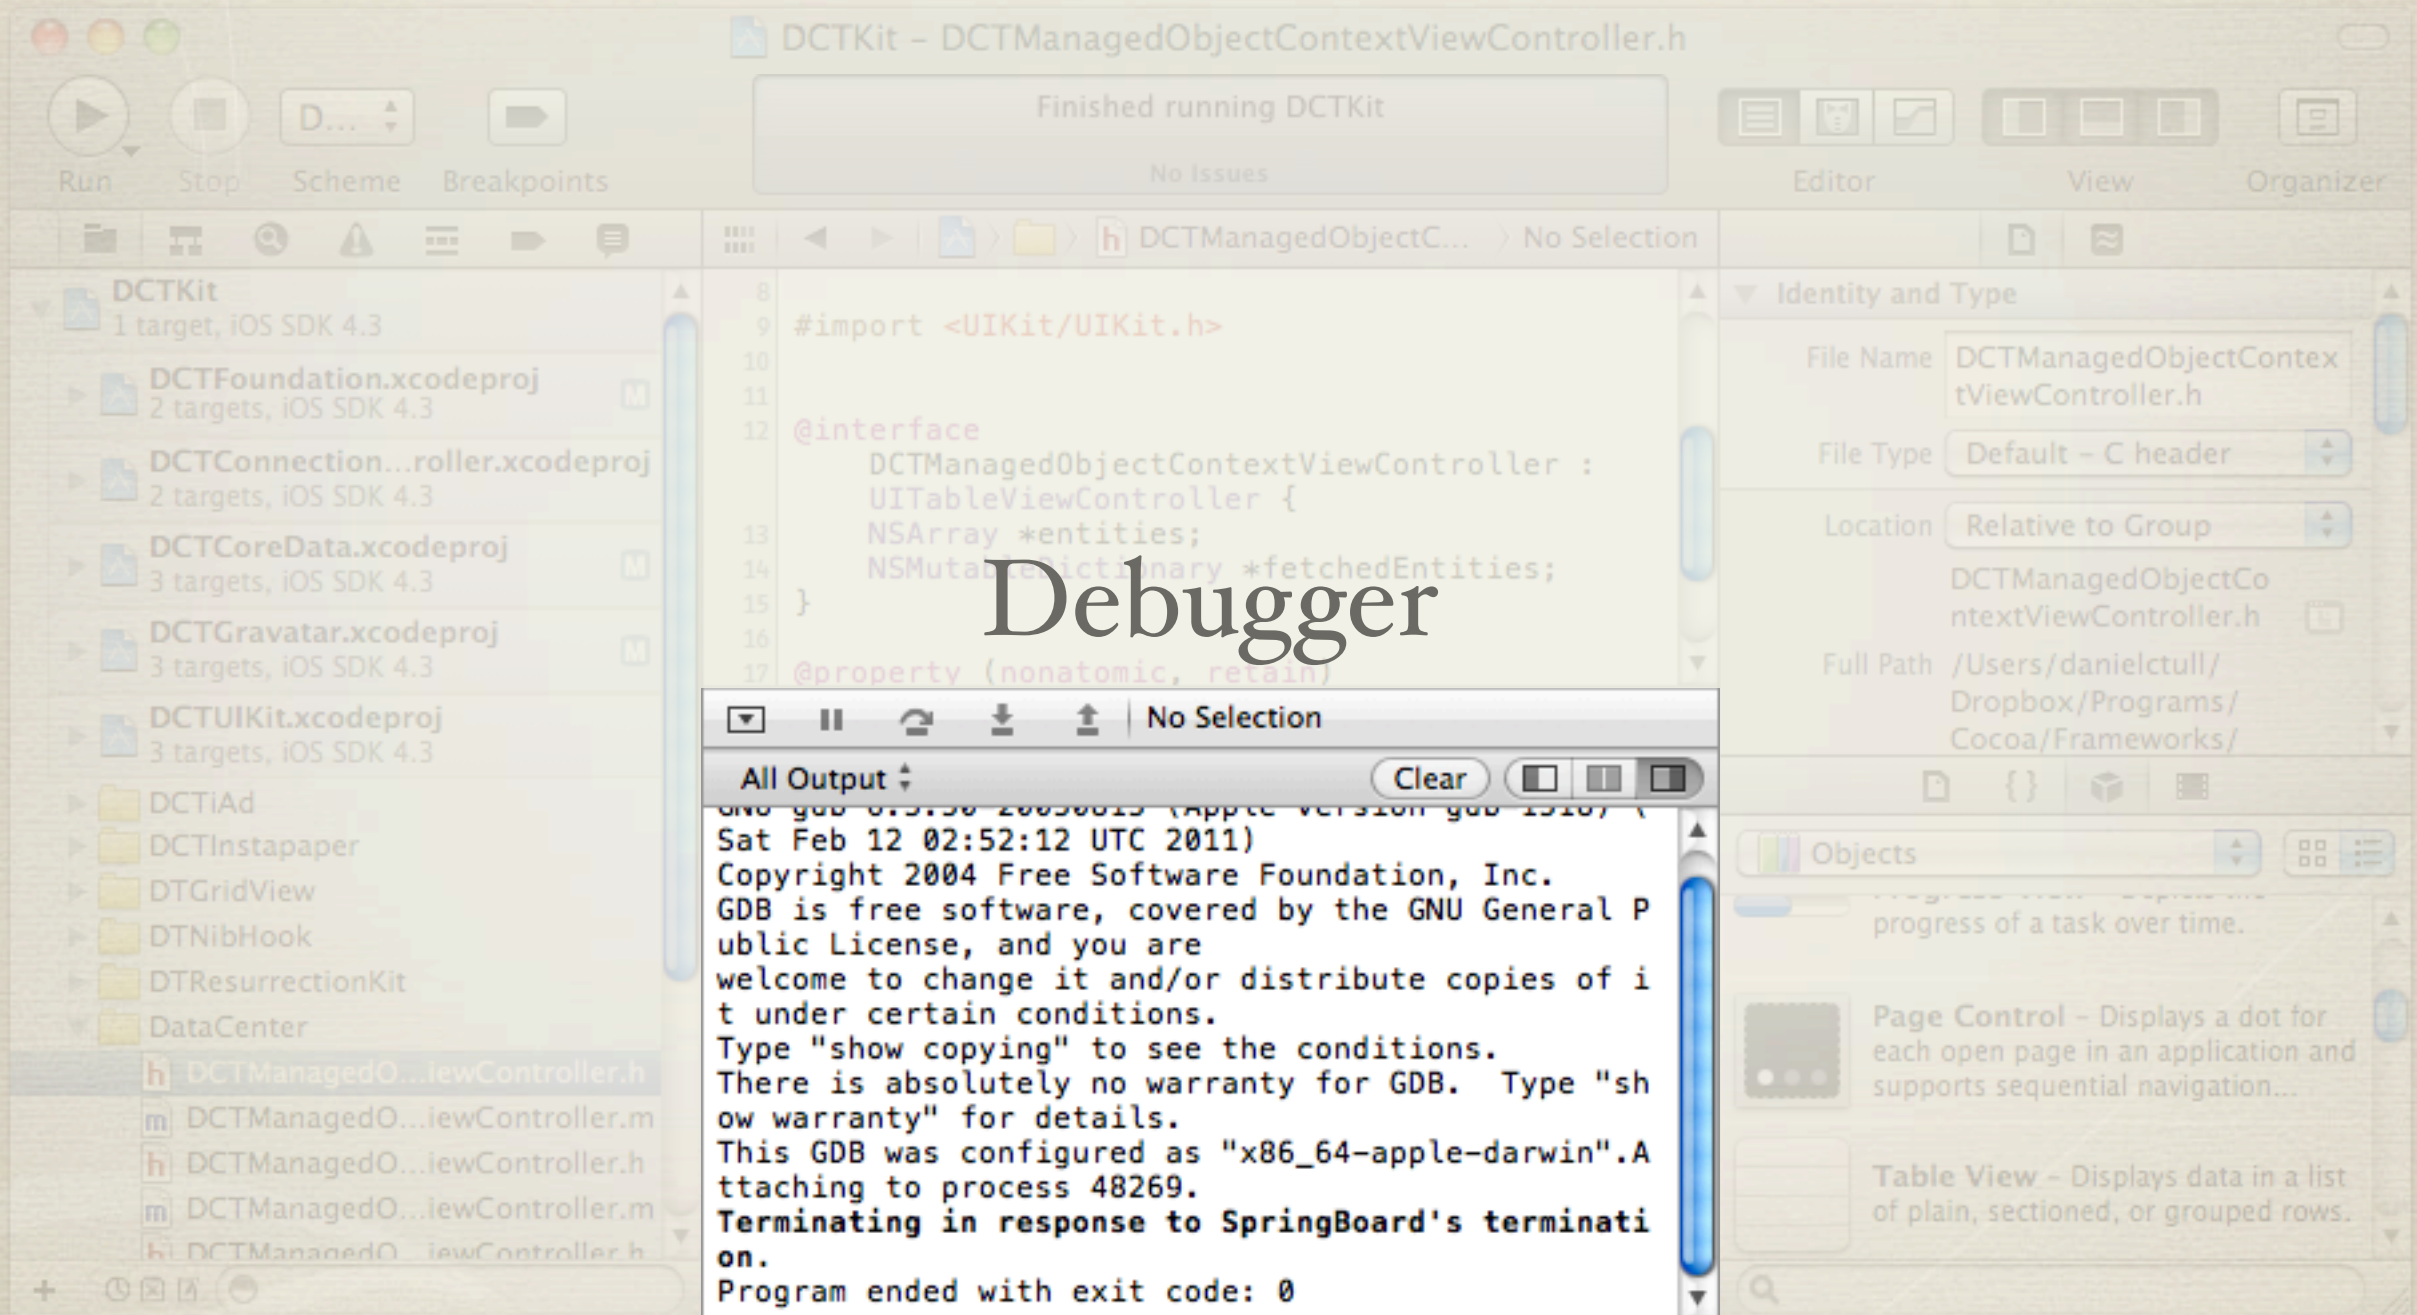 DCTKit – DCTManagedObjectContextViewController.h
D...
Finished running DCTKit
No Issues
Run Stop Scheme Breakpoints
Editor View Organizer
h DCTManagedObjectC... No Selection
DCTKit
1 target, iOS SDK 4.3
DCTFoundation.xcodeproj M
2 targets, iOS SDK 4.3
DCTConnection...roller.xcodeproj
2 targets, iOS SDK 4.3
DCTCoreData.xcodeproj M
3 targets, iOS SDK 4.3
DCTGravatar.xcodeproj M
3 targets, iOS SDK 4.3
DCTUIKit.xcodeproj
3 targets, iOS SDK 4.3
DCTiAd
DCTInstapaper
DTGridView
DTNibHook
DTResurrectionKit
DataCenter
h DCTManagedO...iewController.h
m DCTManagedO...iewController.m
h DCTManagedO...iewController.h
m DCTManagedO...iewController.m
h DCTManagedO...iewController.h
8
9 #import <UIKit/UIKit.h>
10
11
12 @interface
DCTManagedObjectContextViewController :
UITableViewController {
13 NSArray *entities;
14 NSMutableDictionary *fetchedEntities;
15 }
16
17 @property (nonatomic, retain)
Debugger
No Selection
All Output Clear
Sat Feb 12 02:52:12 UTC 2011)
Copyright 2004 Free Software Foundation, Inc.
GDB is free software, covered by the GNU General P
ublic License, and you are
welcome to change it and/or distribute copies of i
t under certain conditions.
Type "show copying" to see the conditions.
There is absolutely no warranty for GDB.  Type "sh
ow warranty" for details.
This GDB was configured as "x86_64-apple-darwin".A
ttaching to process 48269.
Terminating in response to SpringBoard's terminati
on.
Program ended with exit code: 0
Identity and Type
File Name DCTManagedObjectContex
tViewController.h
File Type Default – C header
Location Relative to Group
DCTManagedObjectCo
ntextViewController.h
Full Path /Users/danielctull/
Dropbox/Programs/
Cocoa/Frameworks/
{ }
Objects
progress of a task over time.
Page Control – Displays a dot for
each open page in an application and
supports sequential navigation...
Table View – Displays data in a list
of plain, sectioned, or grouped rows.